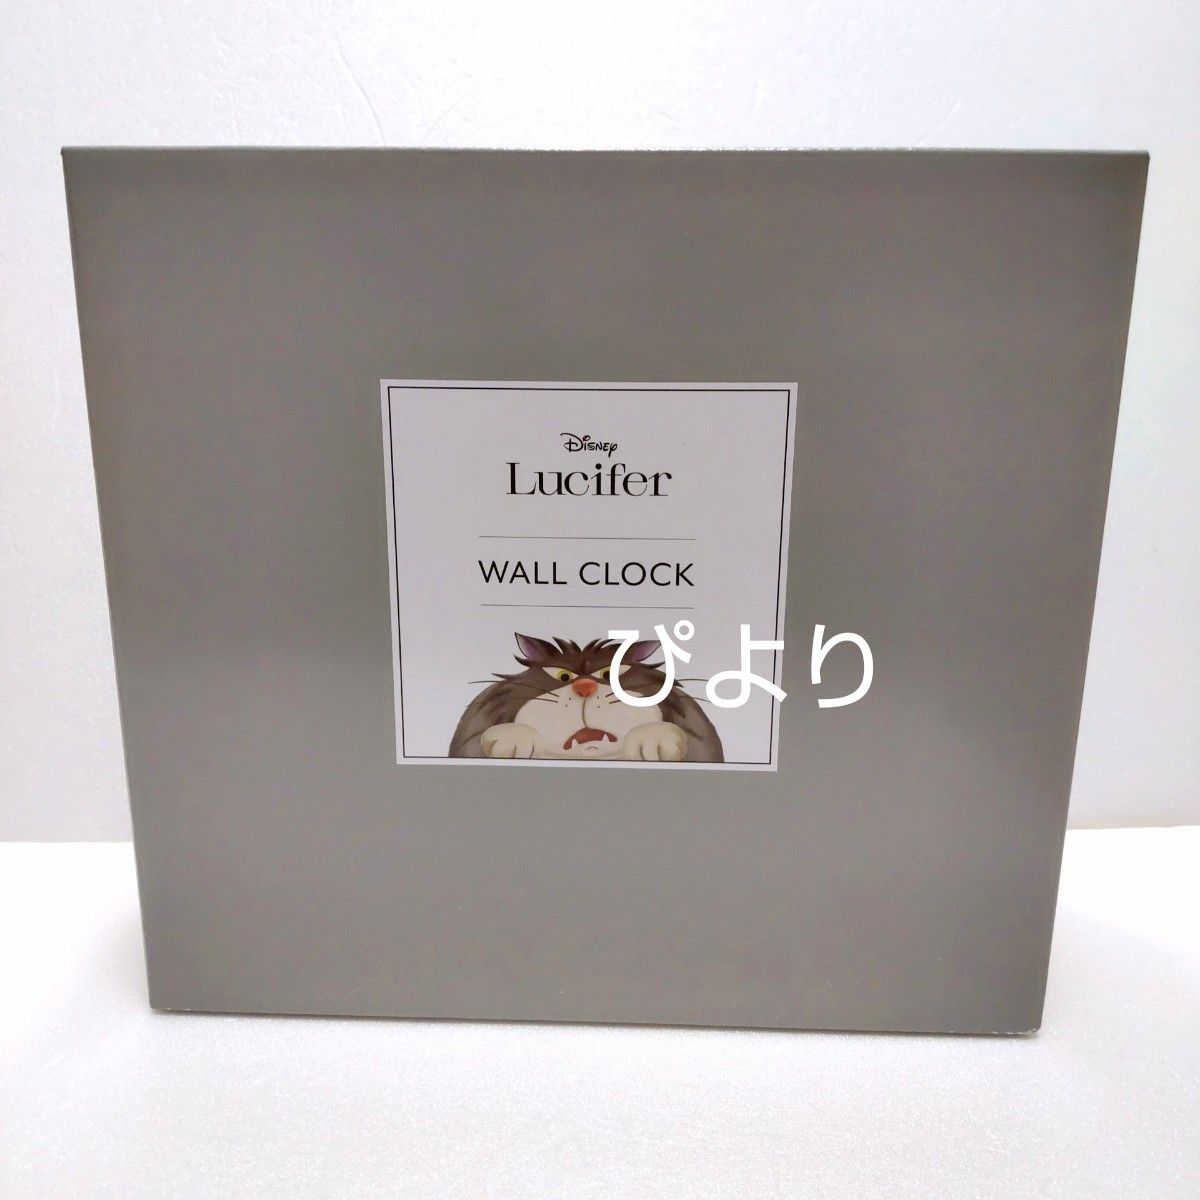 Disney
Lucifer
WALL CLOCK
ぴより